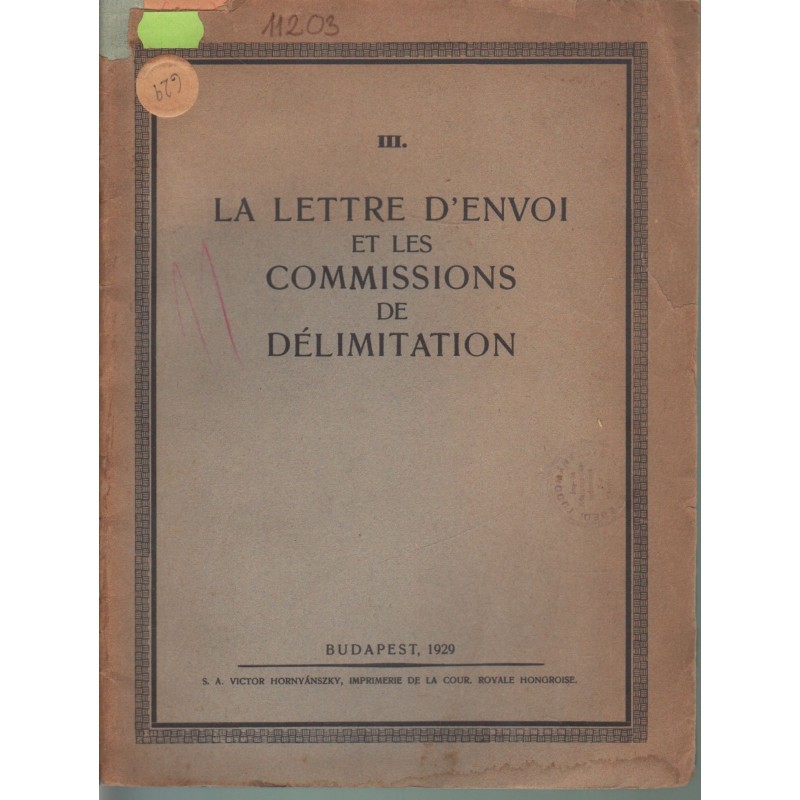 11203
629
III.
LA LETTRE D'ENVOI
ET LES
COMMISSIONS
DE
DÉLIMITATION
BUDAPEST, 1929
S. A. VICTOR HORNYÁNSZKY, IMPRIMERIE DE LA COUR. ROYALE HONGROISE.